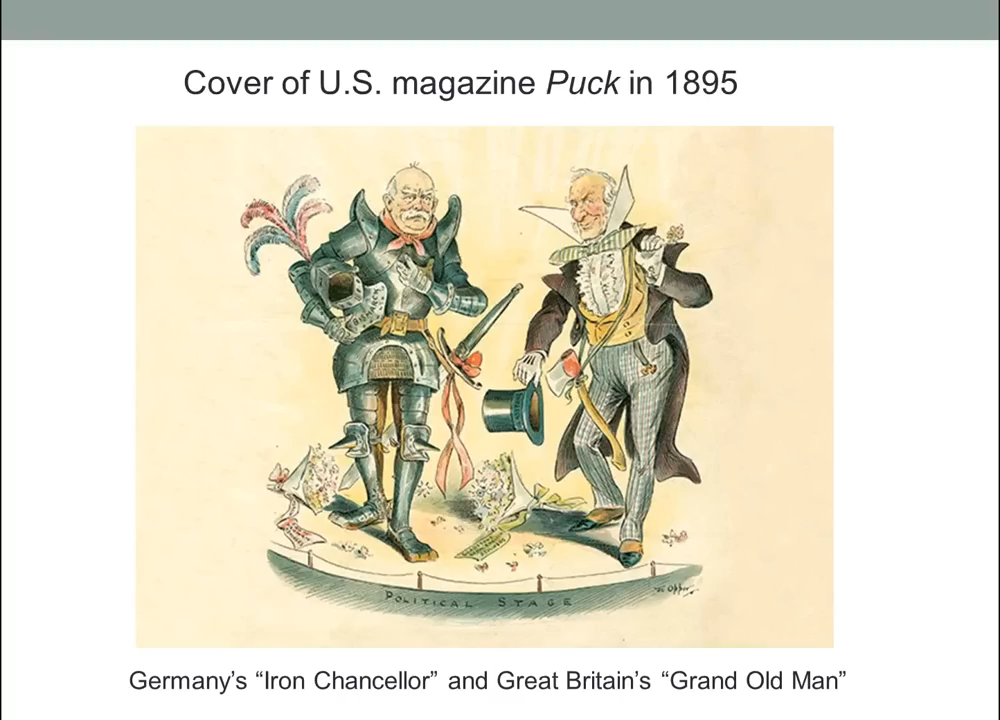 Cover of U.S. magazine Puck in 1895
POLITICAL STAGE
Germany's “Iron Chancellor” and Great Britain's “Grand Old Man”